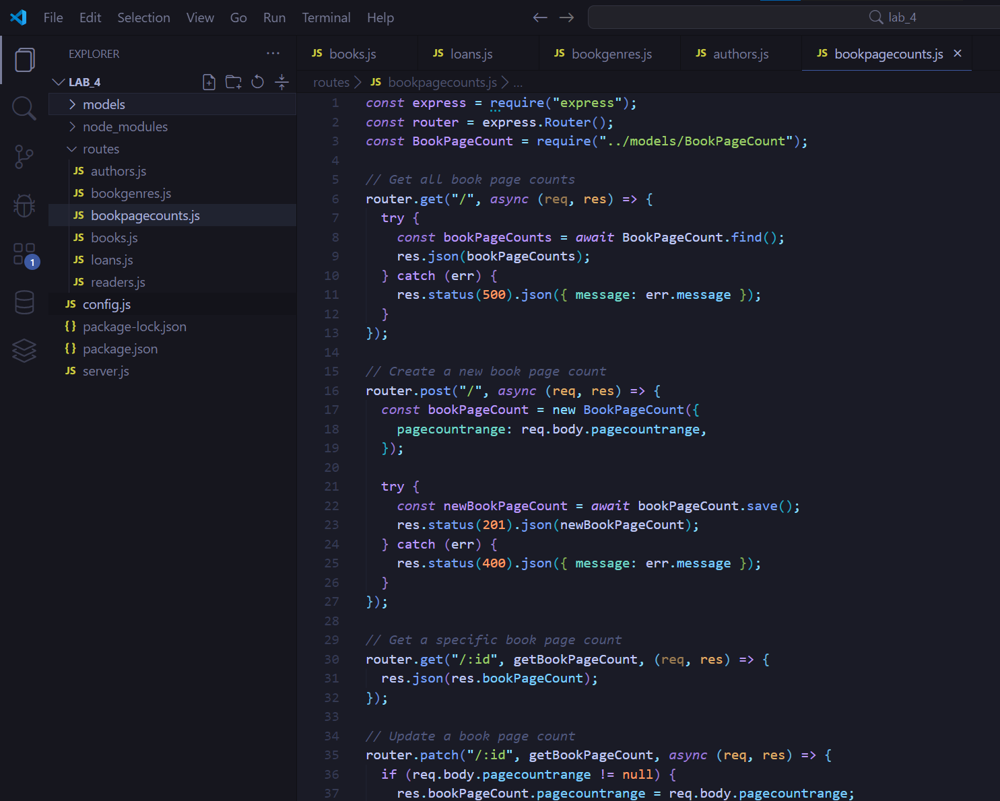 File Edit Selection View Go Run Terminal Help
lab_4
EXPLORER
LAB_4
models
node_modules
routes
JS authors.js
JS bookgenres.js
JS bookpagecounts.js
JS books.js
JS loans.js
JS readers.js
JS config.js
{} package-lock.json
{} package.json
JS server.js
1
JS books.js
JS loans.js
JS bookgenres.js
JS authors.js
JS bookpagecounts.js ×
routes > JS bookpagecounts.js > ...
1 const express = require("express");
2 const router = express.Router();
3 const BookPageCount = require("../models/BookPageCount");
4
5 // Get all book page counts
6 router.get("/", async (req, res) => {
7   try {
8     const bookPageCounts = await BookPageCount.find();
9     res.json(bookPageCounts);
10   } catch (err) {
11     res.status(500).json({ message: err.message });
12   }
13 });
14
15 // Create a new book page count
16 router.post("/", async (req, res) => {
17   const bookPageCount = new BookPageCount({
18     pagecountrange: req.body.pagecountrange,
19   });
20
21   try {
22     const newBookPageCount = await bookPageCount.save();
23     res.status(201).json(newBookPageCount);
24   } catch (err) {
25     res.status(400).json({ message: err.message });
26   }
27 });
28
29 // Get a specific book page count
30 router.get("/:id", getBookPageCount, (req, res) => {
31   res.json(res.bookPageCount);
32 });
33
34 // Update a book page count
35 router.patch("/:id", getBookPageCount, async (req, res) => {
36   if (req.body.pagecountrange != null) {
37     res.bookPageCount.pagecountrange = req.body.pagecountrange;